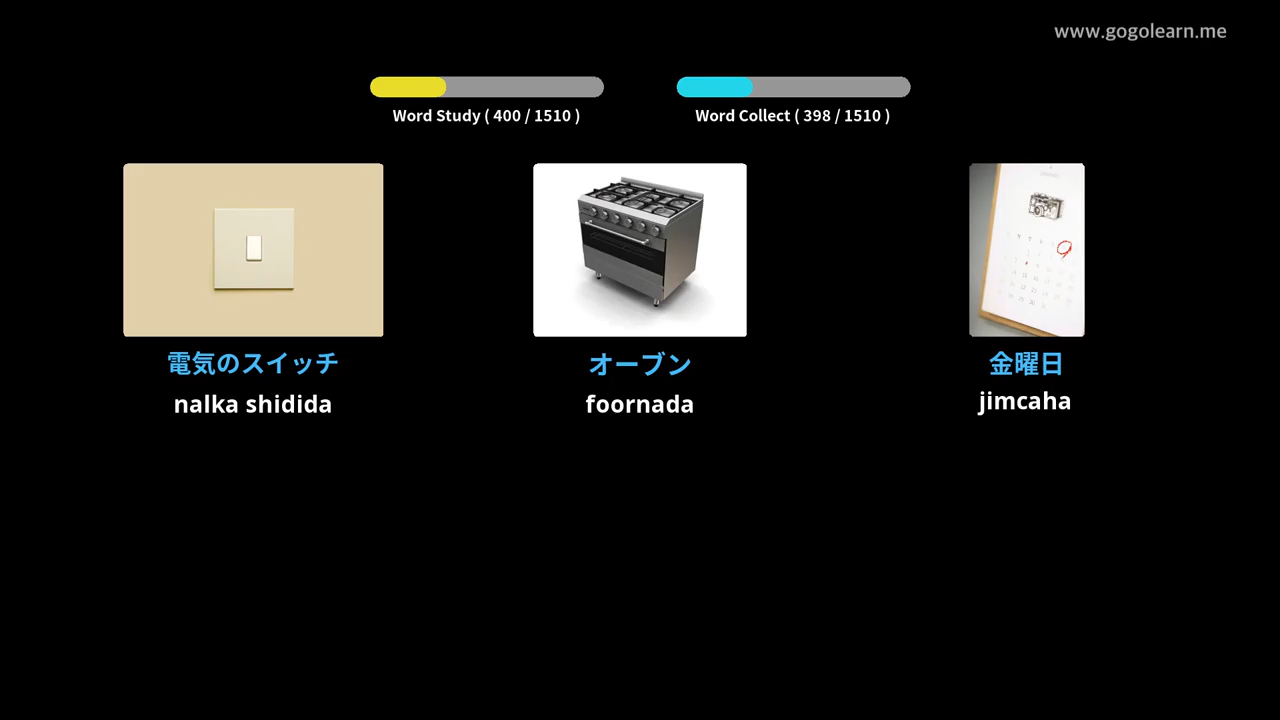 www.gogolearn.me
Word Study ( 400 / 1510 )
Word Collect ( 398 / 1510 )
電気のスイッチ
オーブン
金曜日
nalka shidida
foornada
jimcaha